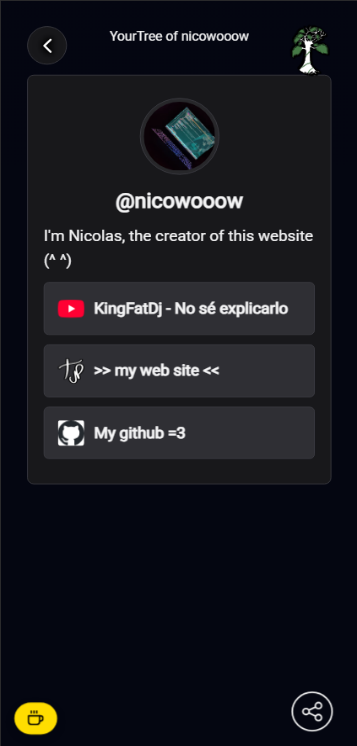 YourTree of nicowooow
@nicowooow
I'm Nicolas, the creator of this website
(^ ^)
KingFatDj - No sé explicarlo
>> my web site <<
My github =3